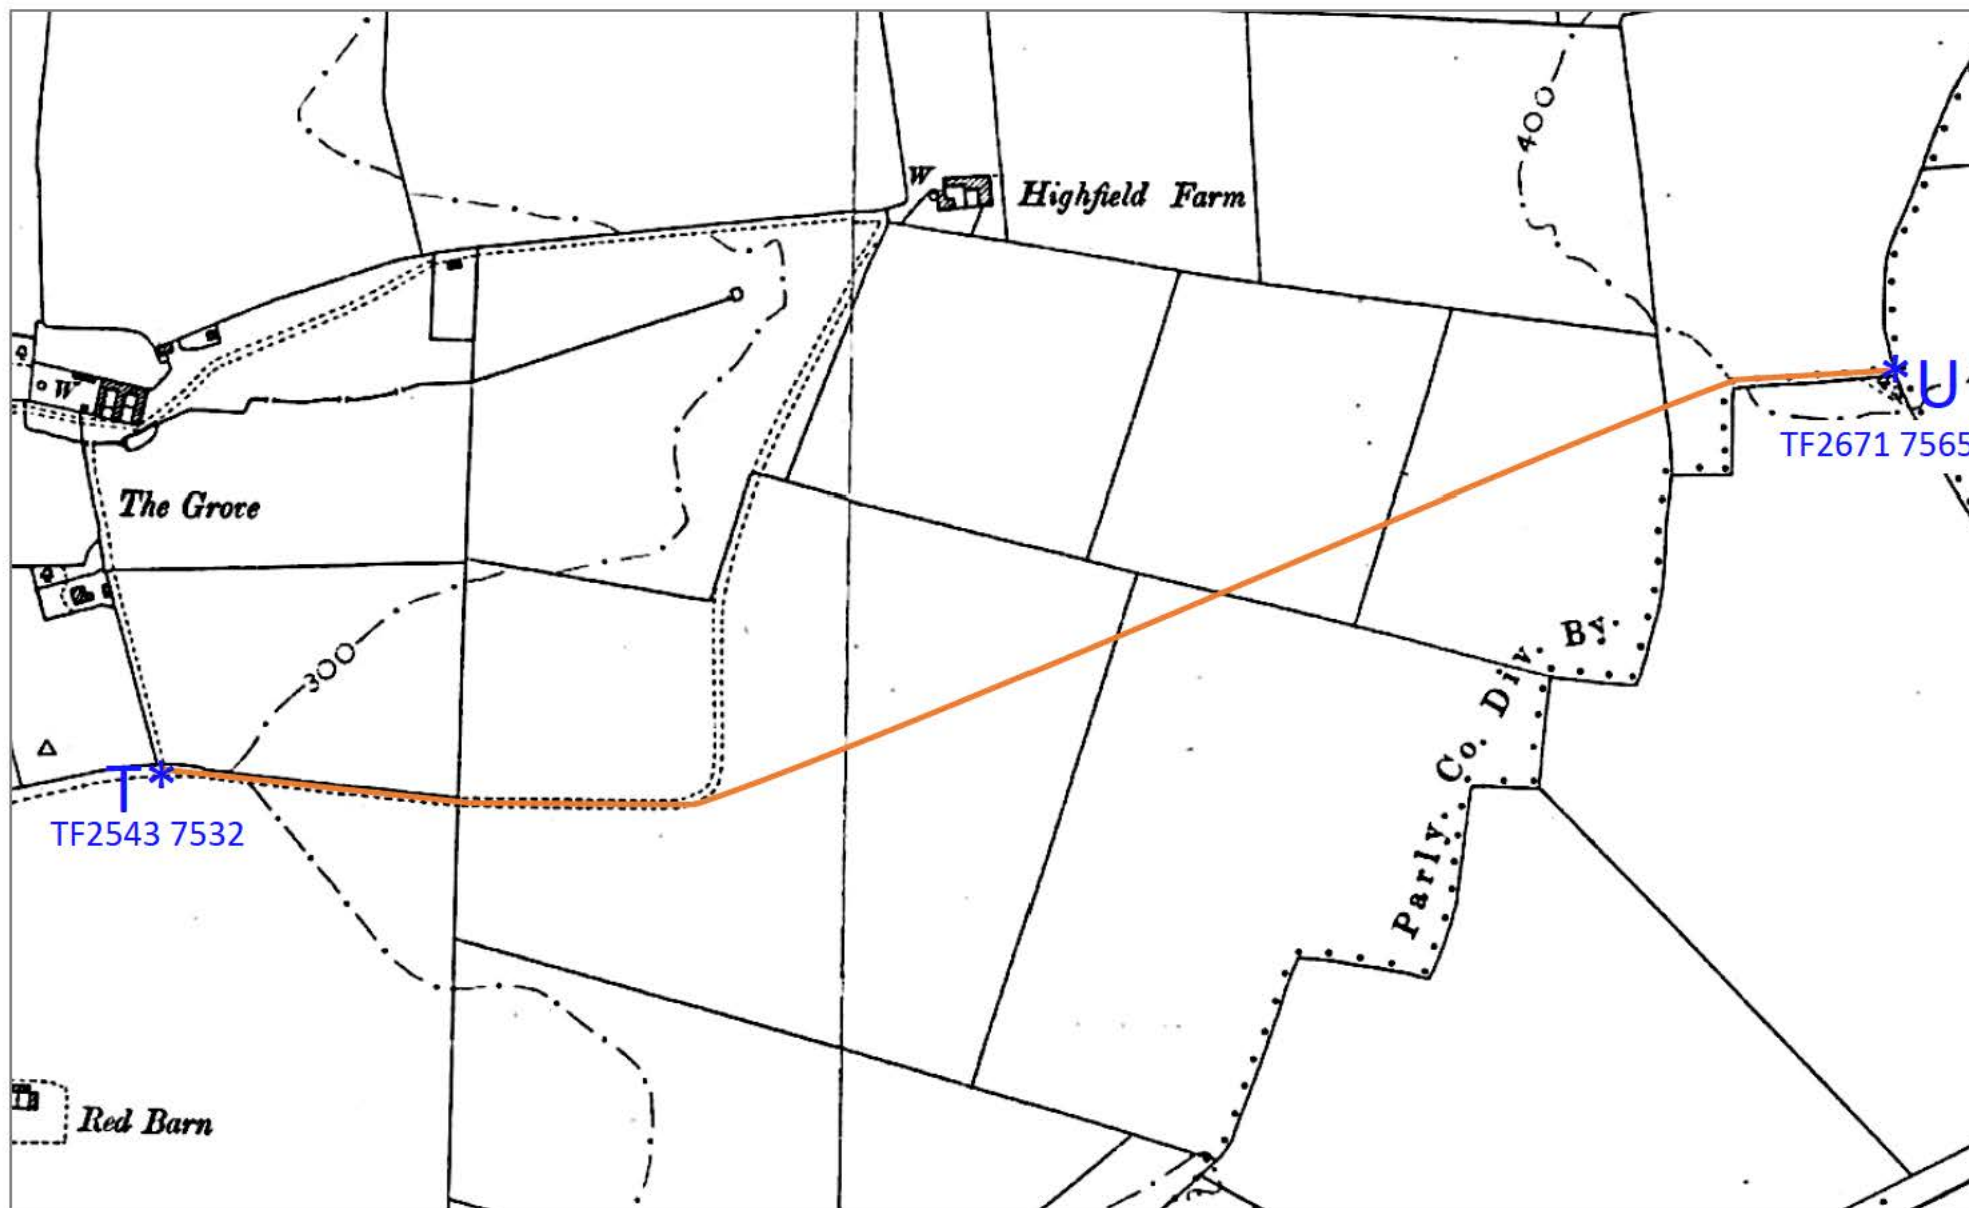 400
W
Highfield Farm
U
TF2671 7565
W
The Grove
300
By.
Parly. Co. Div.
T
TF2543 7532
Red Barn